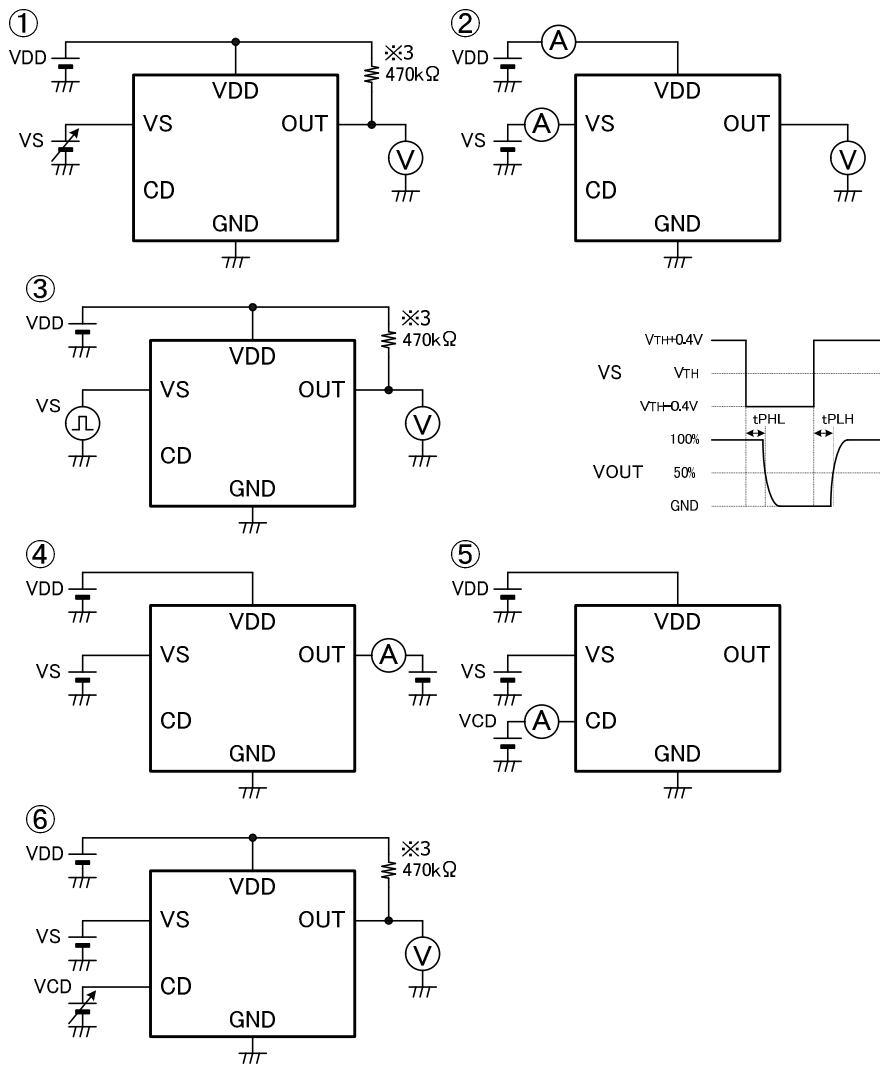 ①
VDD
※3
470kΩ
VDD
VS
VS
OUT
V
CD
GND
②
VDD
A
VDD
VS
A
VS
OUT
V
CD
GND
③
VDD
※3
470kΩ
VDD
VS
VS
OUT
V
CD
GND
VS
VTH+0.4V
VTH
VTH-0.4V
tPHL
tPLH
VOUT
100%
50%
GND
④
VDD
VDD
VS
VS
OUT
A
CD
GND
⑤
VDD
VDD
VS
VS
OUT
VCD
A
CD
GND
⑥
VDD
※3
470kΩ
VDD
VS
VS
OUT
V
VCD
CD
GND